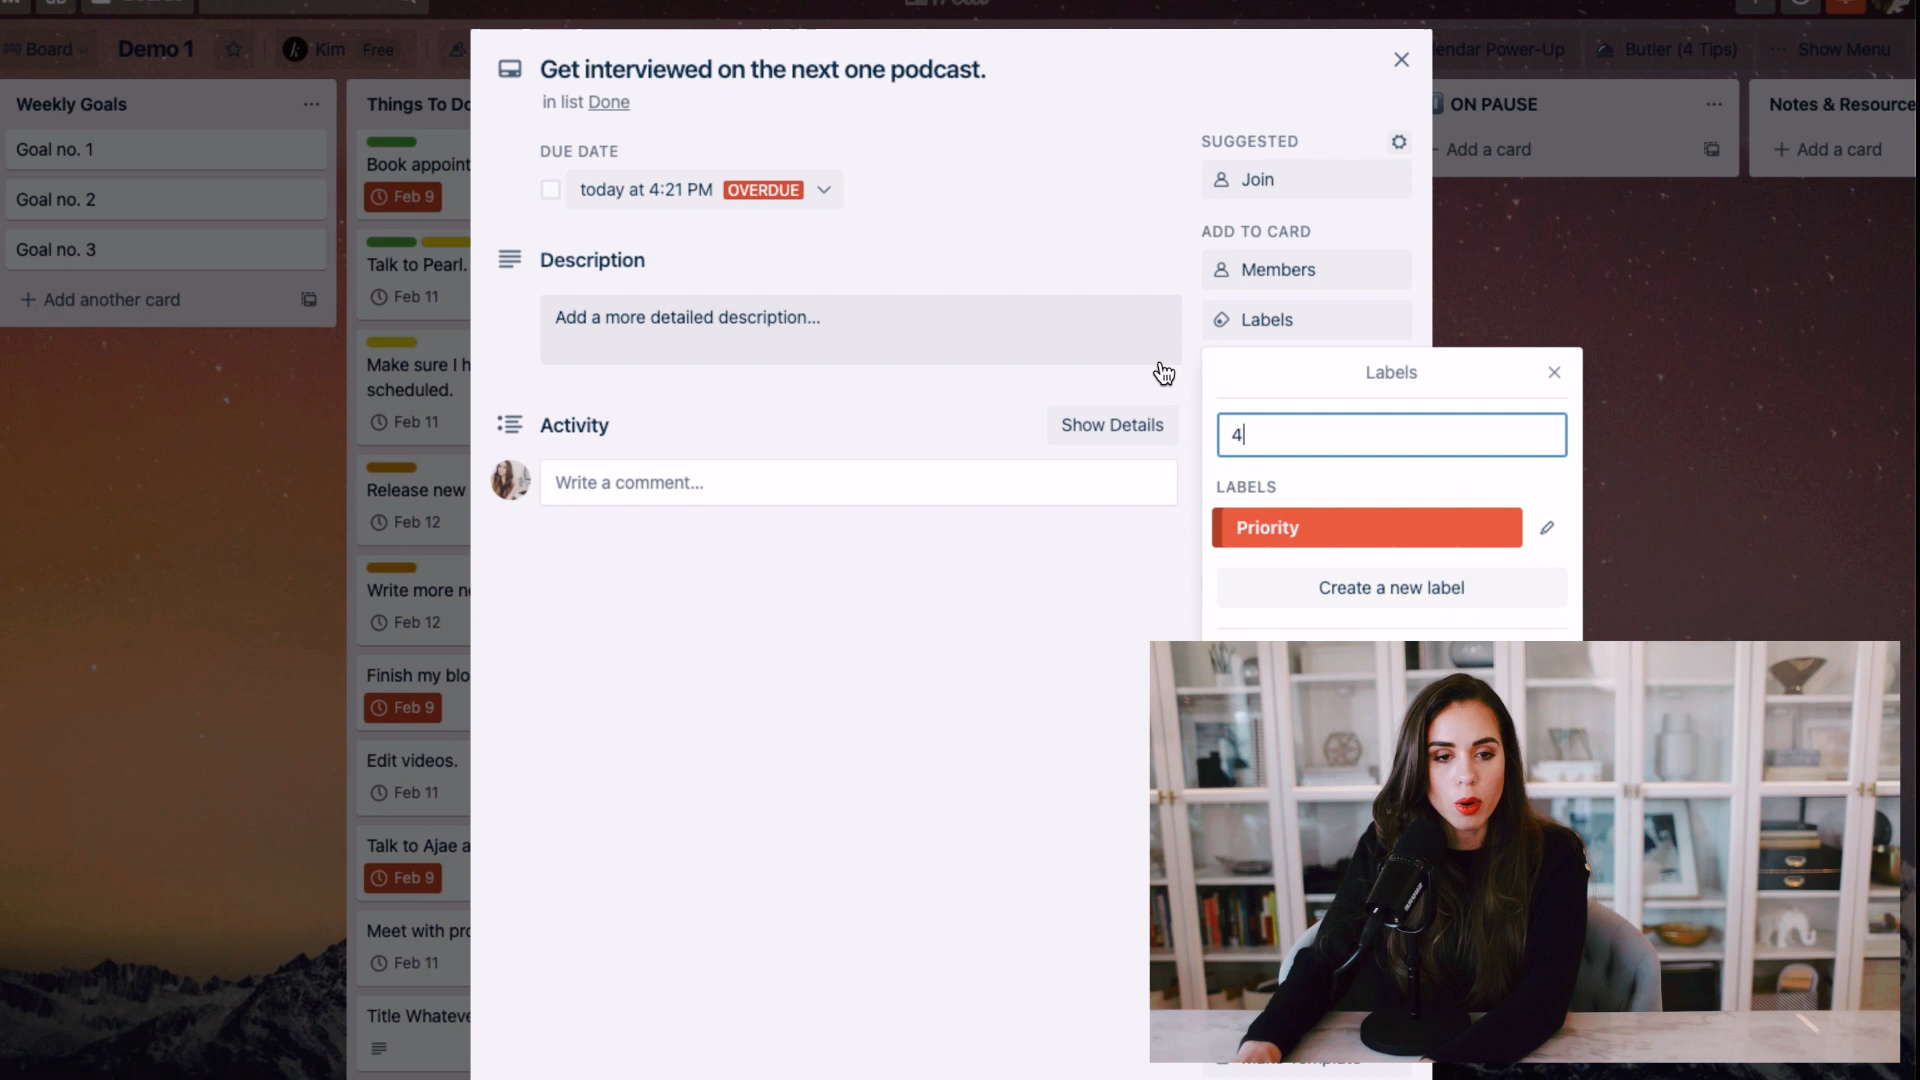 Board
Demo 1
Kim
Free
Power-Up
Butler (4 Tips)
Show Menu
Weekly Goals
Goal no. 1
Goal no. 2
Goal no. 3
+ Add another card
Things To Do
Book
Feb 9
Talk to Pearl.
Feb 11
Make sure I
scheduled.
Feb 11
Release new
Feb 12
Write more
Feb 12
Finish my
Feb 9
Edit videos.
Feb 11
Talk to Ajae
Feb 9
Meet with
Feb 11
Title
Get interviewed on the next one podcast.
in list Done
DUE DATE
today at 4:21 PM OVERDUE
Description
Add a more detailed description...
Activity
Show Details
Write a comment...
SUGGESTED
Join
ADD TO CARD
Members
Labels
Labels
4
LABELS
Priority
Create a new label
ON PAUSE
Add a card
Notes &
+ Add a card